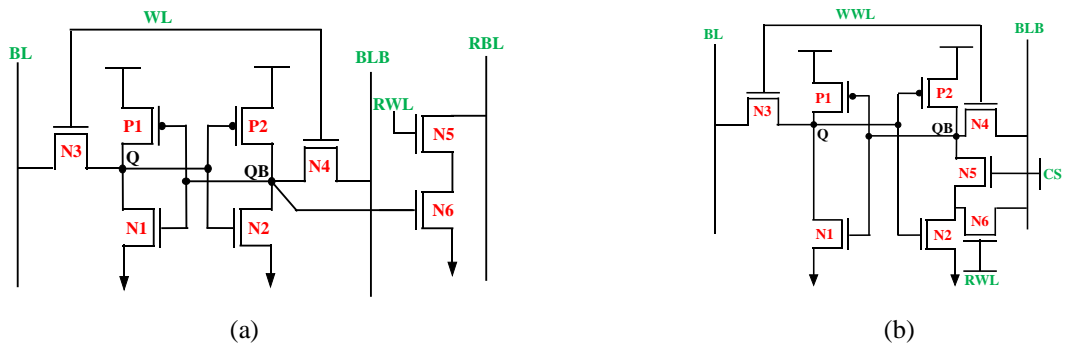 WL
BL
BLB
RBL
RWL
P1
P2
N5
N3
Q
QB
N4
N6
N1
N2
(a)
WWL
BL
BLB
P1
P2
N3
N4
Q
QB
N5
CS
N6
N1
N2
RWL
(b)